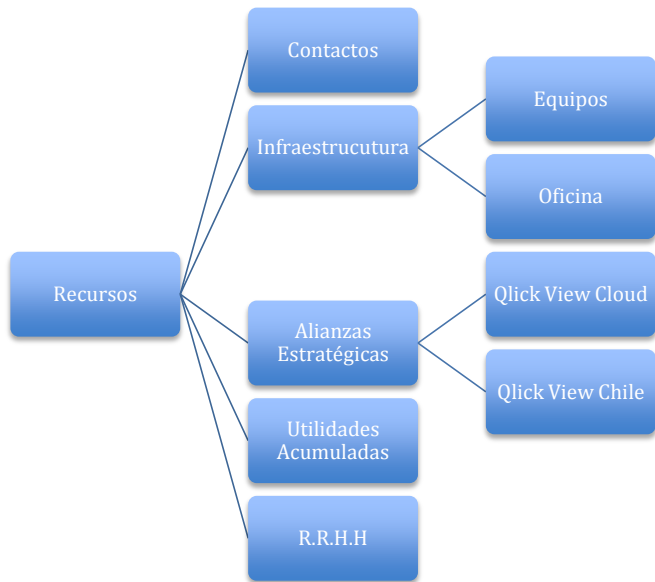 Contactos
Infraestrucutura
Equipos
Oficina
Recursos
Alianzas
Estratégicas
Qlick View Cloud
Qlick View Chile
Utilidades
Acumuladas
R.R.H.H